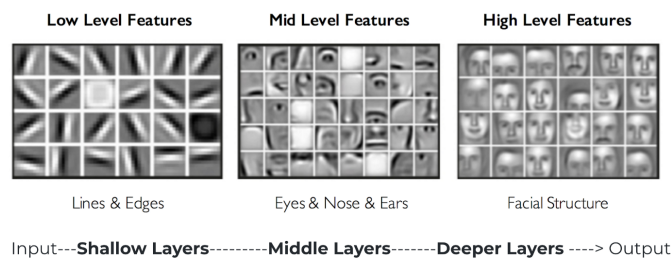 Low Level Features
Mid Level Features
High Level Features
Lines & Edges
Eyes & Nose & Ears
Facial Structure
Input---Shallow Layers---------Middle Layers-------Deeper Layers ----> Output